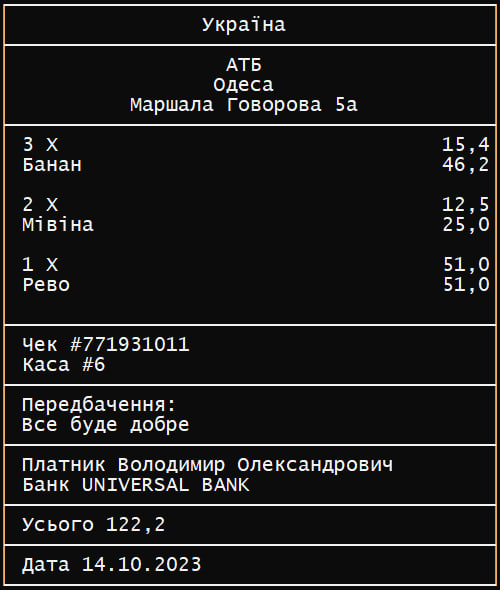 Україна
АТБ
Одеса
Маршала Говорова 5а
3 X 15,4
Банан 46,2
2 X 12,5
Мівіна 25,0
1 X 51,0
Рево 51,0
Чек #771931011
Каса #6
Передбачення:
Все буде добре
Платник Володимир Олександрович
Банк UNIVERSAL BANK
Усього 122,2
Дата 14.10.2023